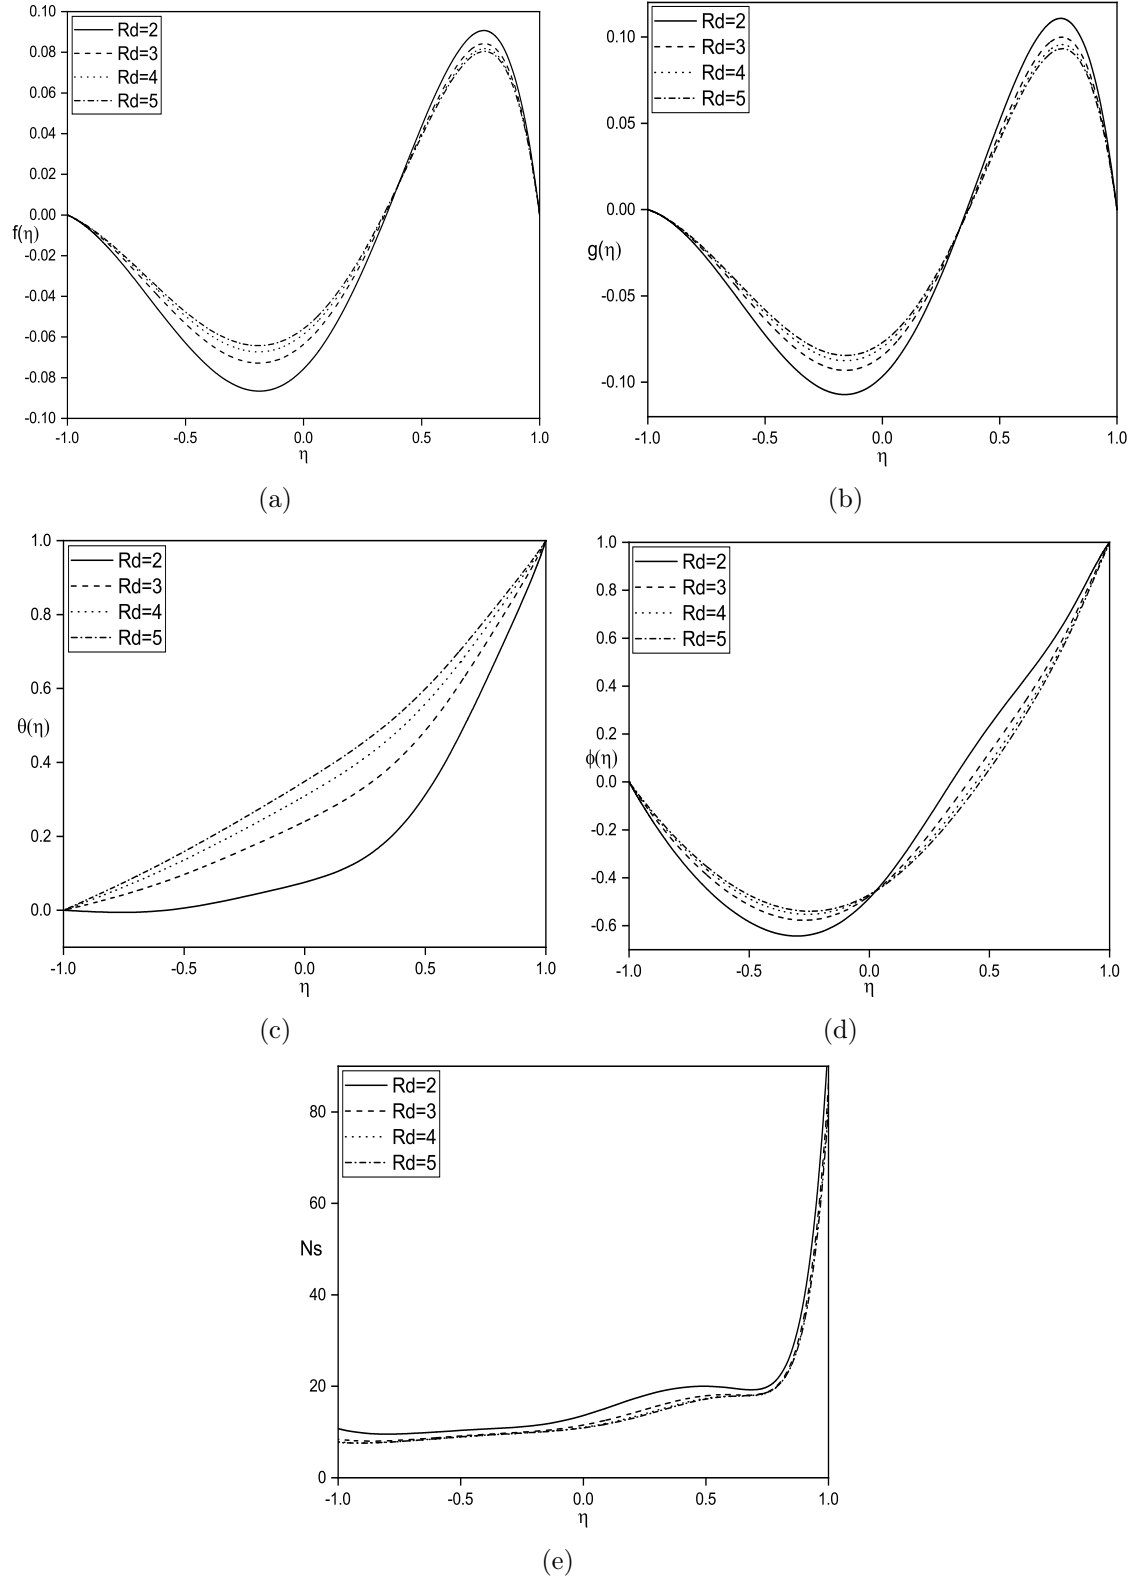 Rd=2
Rd=3
Rd=4
Rd=5
0.10
0.08
0.06
0.04
0.02
0.00
-0.02
-0.04
-0.06
-0.08
-0.10
f(η)
-1.0 -0.5 0.0 0.5 1.0
η
(a)
Rd=2
Rd=3
Rd=4
Rd=5
0.10
0.05
0.00
-0.05
-0.10
g(η)
-1.0 -0.5 0.0 0.5 1.0
η
(b)
Rd=2
Rd=3
Rd=4
Rd=5
1.0
0.8
0.6
0.4
0.2
0.0
θ(η)
-1.0 -0.5 0.0 0.5 1.0
η
(c)
Rd=2
Rd=3
Rd=4
Rd=5
1.0
0.8
0.6
0.4
0.2
0.0
-0.2
-0.4
-0.6
ϕ(η)
-1.0 -0.5 0.0 0.5 1.0
η
(d)
Rd=2
Rd=3
Rd=4
Rd=5
80
60
40
20
0
Ns
-1.0 -0.5 0.0 0.5 1.0
η
(e)